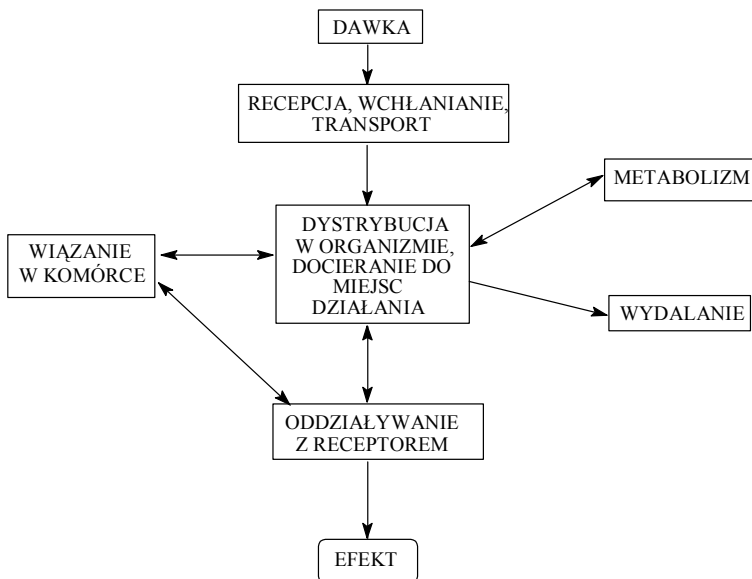 DAWKA
RECEPCJA, WCHŁANIANIE,
TRANSPORT
METABOLIZM
DYSTRYBUCJA
W ORGANIZMIE,
DOCIERANIE DO
MIEJSC
DZIAŁANIA
WIĄZANIE
W KOMÓRCE
WYDALANIE
ODDZIAŁYWANIE
Z RECEPTOREM
EFEKT